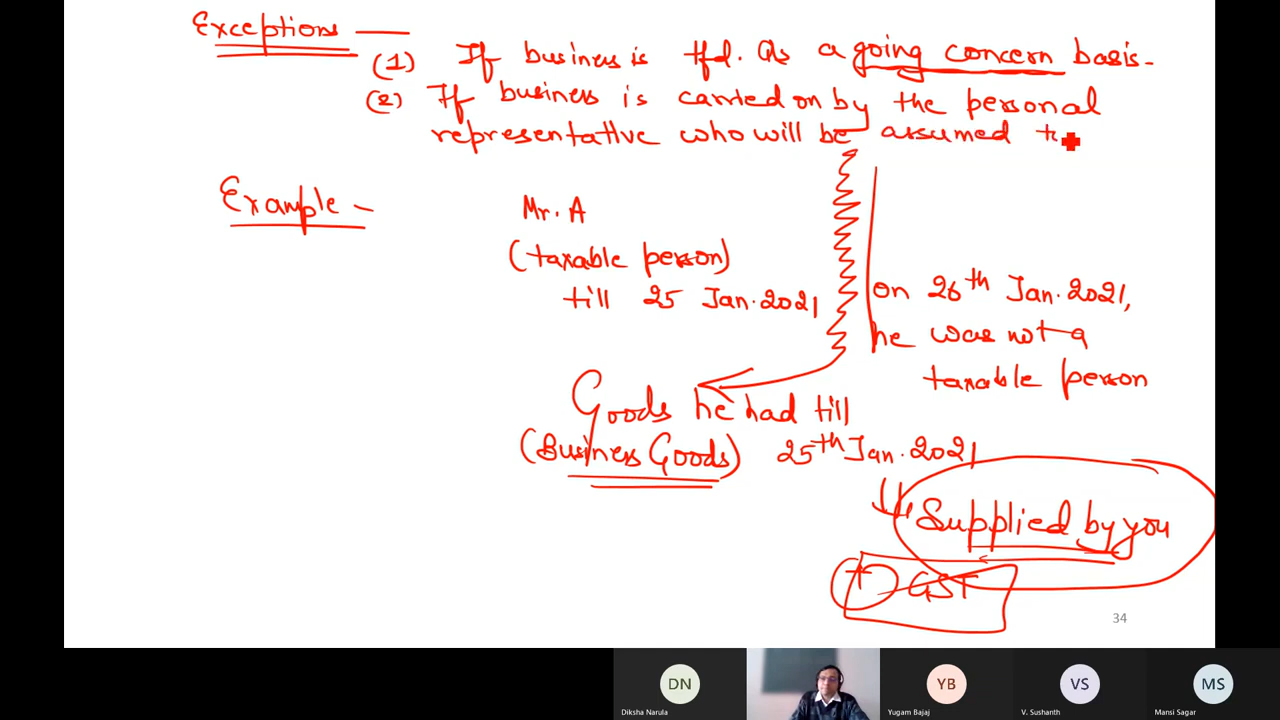 Exceptions —
(1) If business is tfd. as a going concern basis.
(2) If business is carried on by the personal
representative who will be assumed t
Example -
Mr. A
(taxable person)
till 25 Jan. 2021
on 26th Jan. 2021,
he was not a
taxable person
Goods he had till
(Business Goods) 25th Jan. 2021
Supplied by you
+ GST
34
DN
YB
VS
MS
Diksha Narula
Yugam Bajaj
V. Sushanth
Mansi Sagar